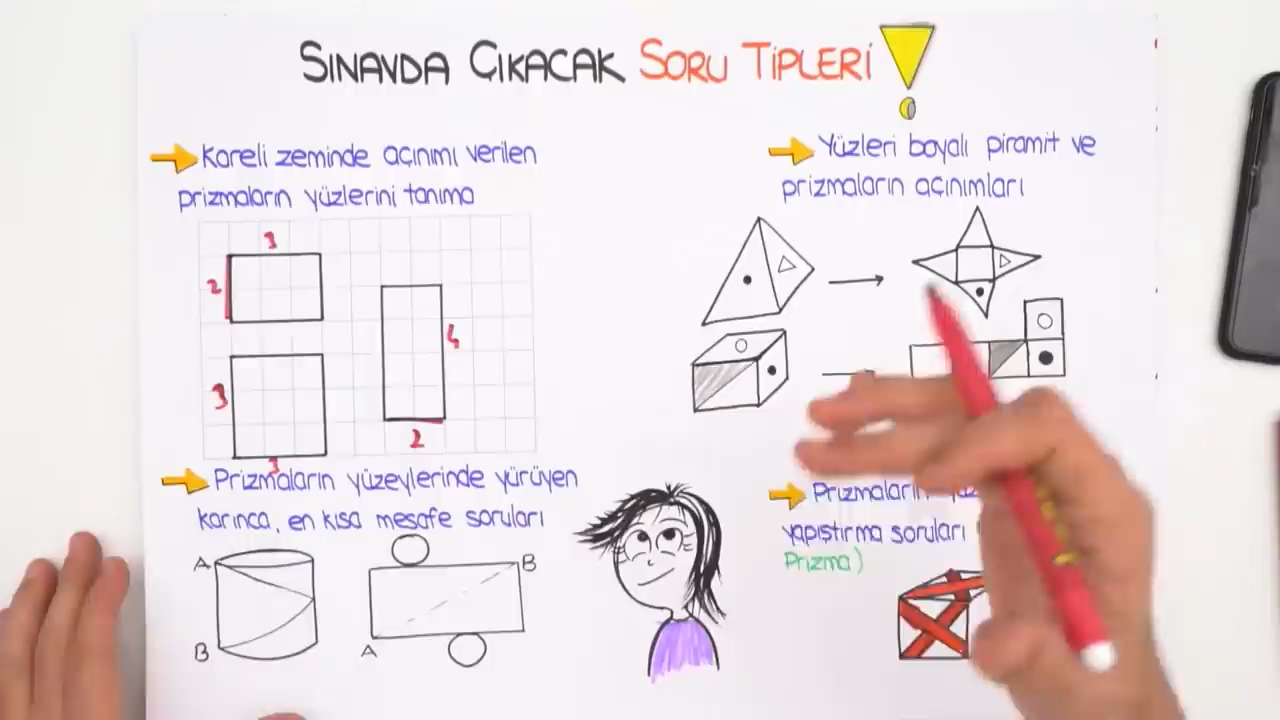 SINAVDA ÇIKACAK SORU TİPLERİ !
Kareli zeminde açınımı verilen
prizmaların yüzlerini tanıma
3
2
3
3
4
2
Prizmaların yüzeylerinde yürüyen
karınca, en kısa mesafe soruları
A
B
B
A
Yüzleri boyalı piramit ve
prizmaların açınımları
Prizmaların
yapıştırma soruları
Prizma)